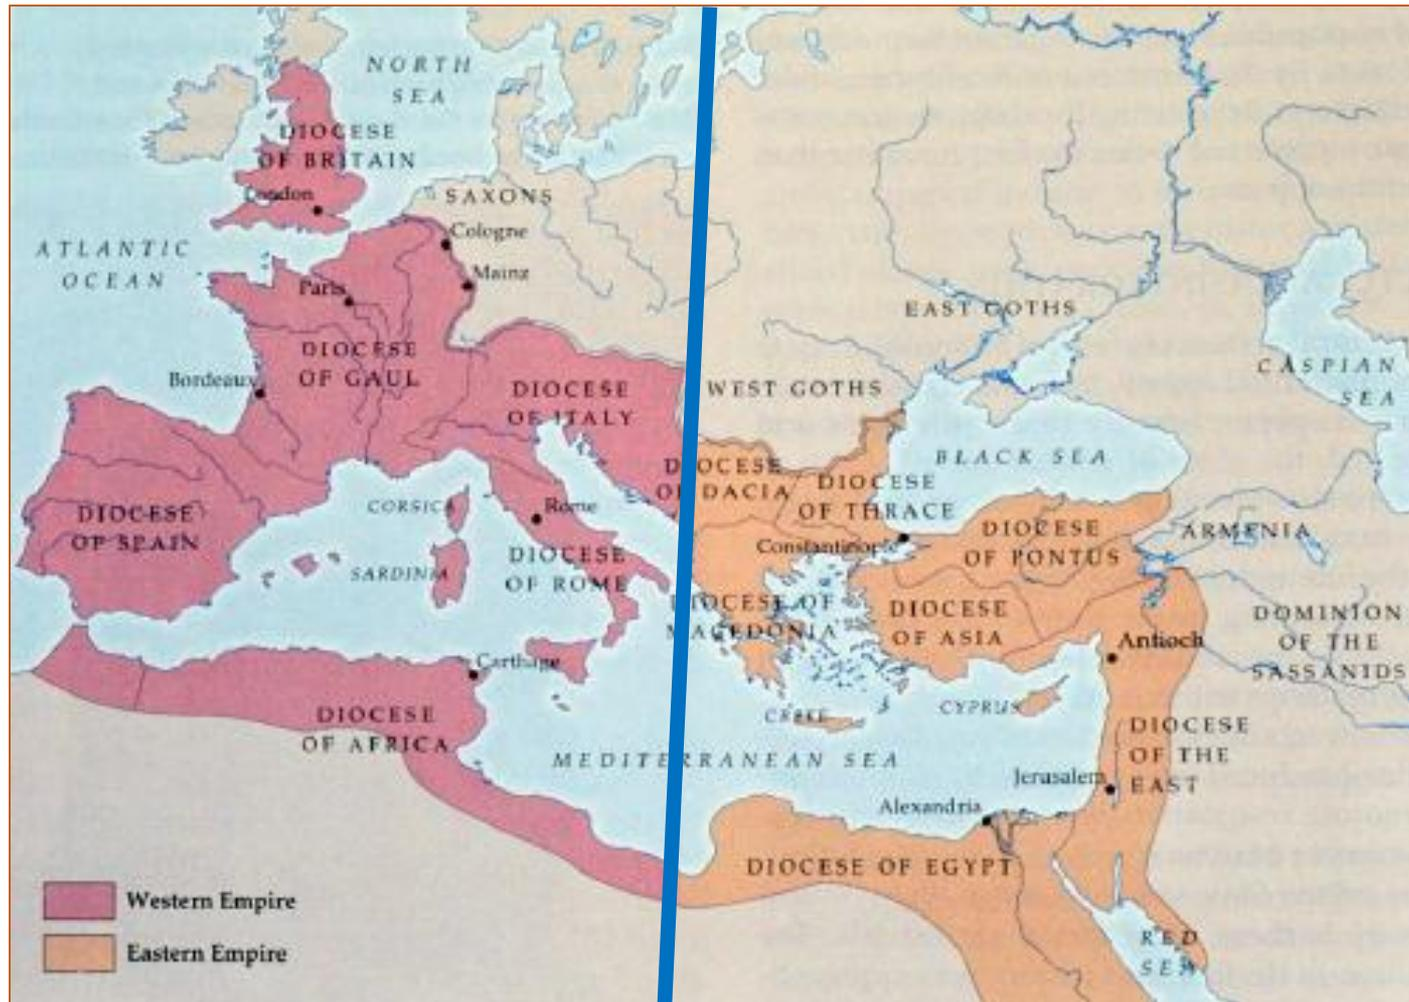 NORTH
SEA
DIOCESE
OF BRITAIN
London
SAXONS
Cologne
ATLANTIC
OCEAN
Mainz
Paris
EAST GOTHS
DIOCESE
OF GAUL
CASPIAN
SEA
Bordeaux
DIOCESE
OF ITALY
WEST GOTHS
BLACK SEA
DIOCESE
OF DACIA
DIOCESE
OF THRACE
CORSICA
Rome
DIOCESE
OF SPAIN
DIOCESE
OF PONTUS
ARMENIA
Constantinople
SARDINIA
DIOCESE
OF ROME
DIOCESE OF
MACEDONIA
DIOCESE
OF ASIA
DOMINION
OF THE
SASSANIDS
Antioch
Carthage
DIOCESE
OF AFRICA
CRETE
CYPRUS
DIOCESE
OF THE
EAST
MEDITERRANEAN SEA
Jerusalem
Alexandria
DIOCESE OF EGYPT
Western Empire
Eastern Empire
RED
SEA